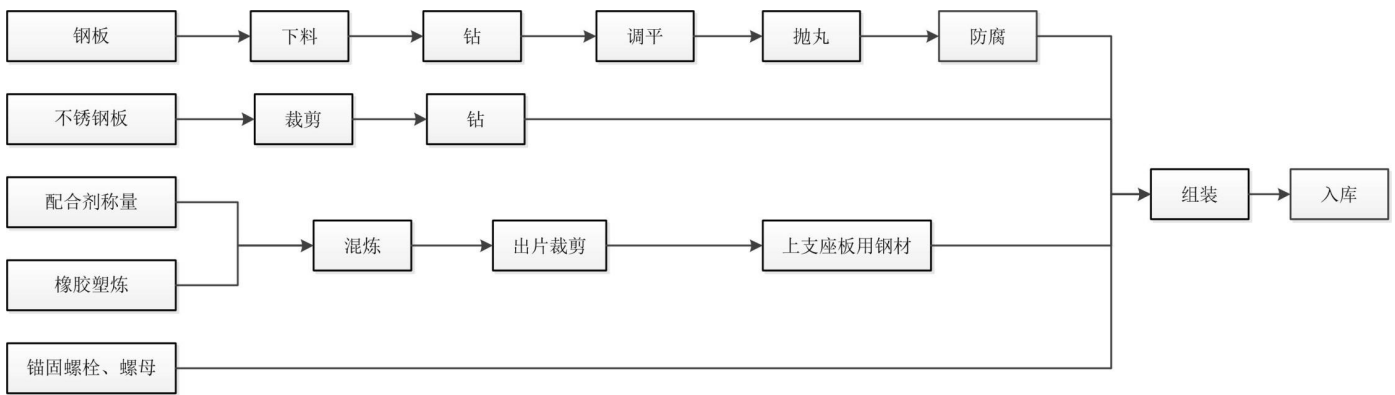 钢板
下料
钻
调平
抛丸
防腐
不锈钢板
裁剪
钻
配合剂称量
橡胶塑炼
混炼
出片裁剪
上支座板用钢材
锚固螺栓、螺母
组装
入库